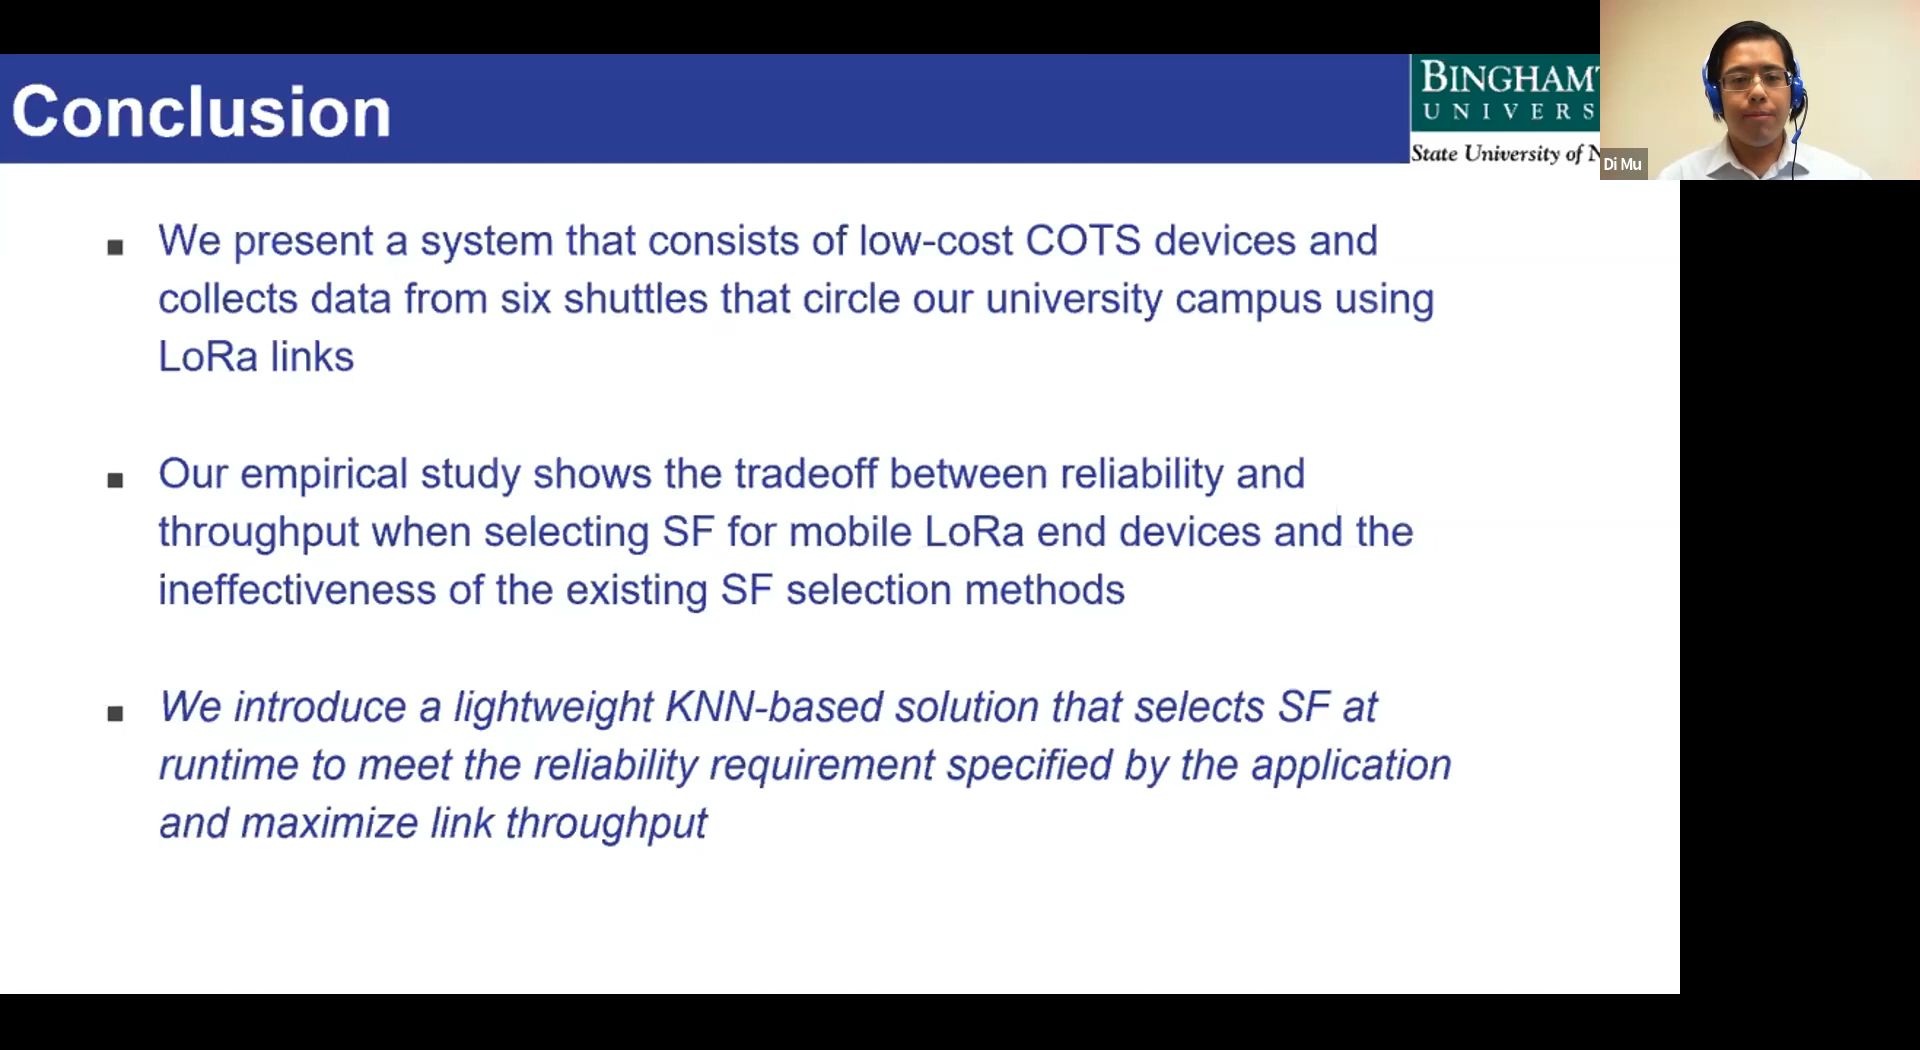 Conclusion
UNIVERS
State University of
Di Mu
We present a system that consists of low-cost COTS devices and
collects data from six shuttles that circle our university campus using
LoRa links
Our empirical study shows the tradeoff between reliability and
throughput when selecting SF for mobile LoRa end devices and the
ineffectiveness of the existing SF selection methods
We introduce a lightweight KNN-based solution that selects SF at
runtime to meet the reliability requirement specified by the application
and maximize link throughput